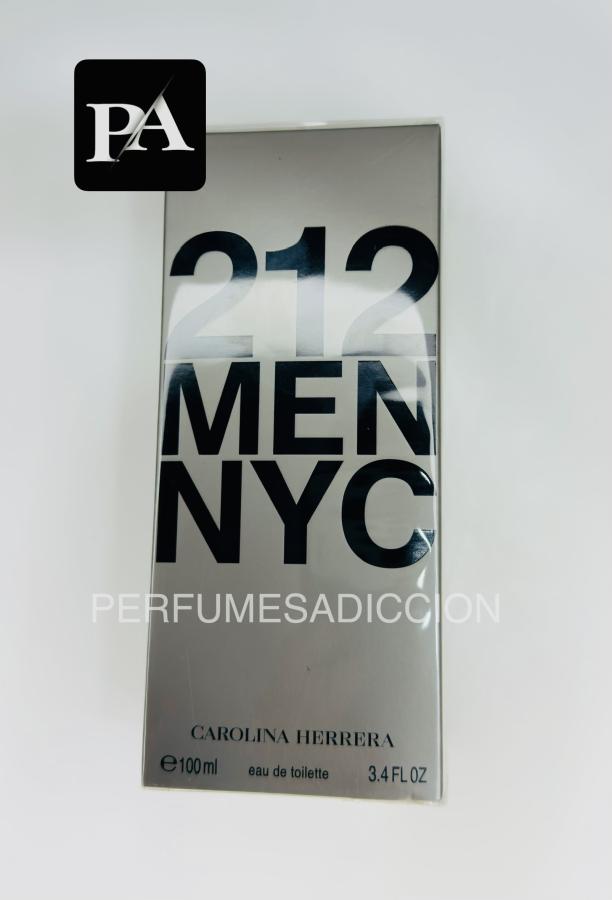 PA
212
MEN
NYC
PERFUMESADICCION
CAROLINA HERRERA
℮100 ml eau de toilette 3.4 FL OZ